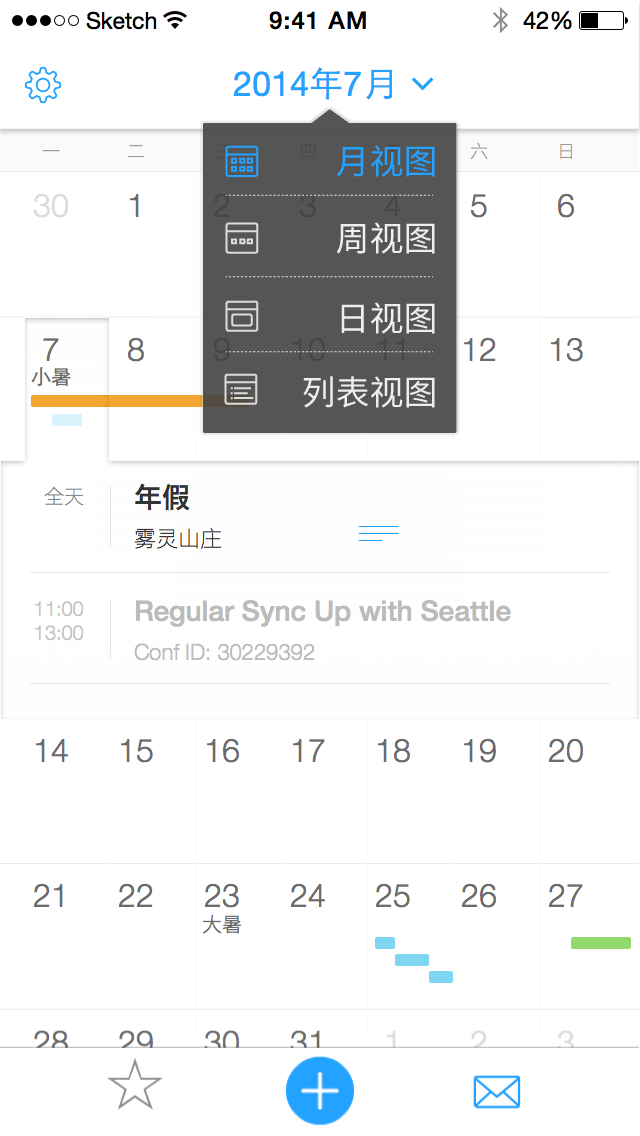 Sketch 9:41 AM 42%
2014年7月
一 二 三 四 六 日
30 1 2 3 4 5 6
月视图
周视图
日视图
列表视图
7 8 9 10 11 12 13
小暑
全天 年假
雾灵山庄
11:00 Regular Sync Up with Seattle
13:00 Conf ID: 30229392
14 15 16 17 18 19 20
21 22 23 24 25 26 27
大暑
28 29 30 31 1 2 3